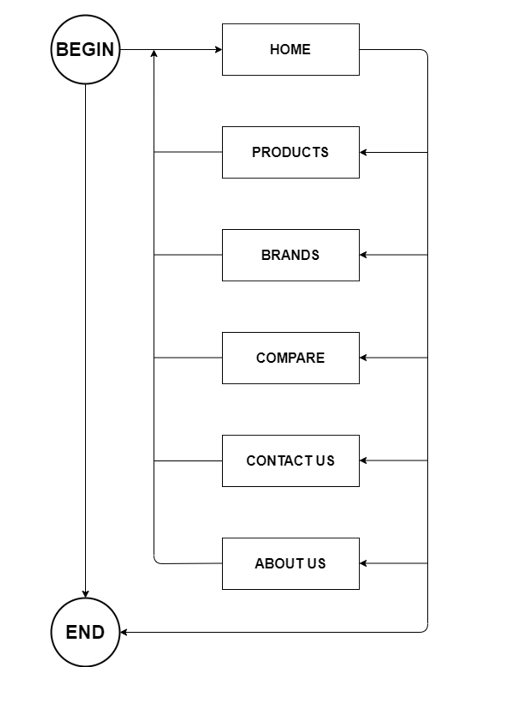 BEGIN
HOME
PRODUCTS
BRANDS
COMPARE
CONTACT US
ABOUT US
END